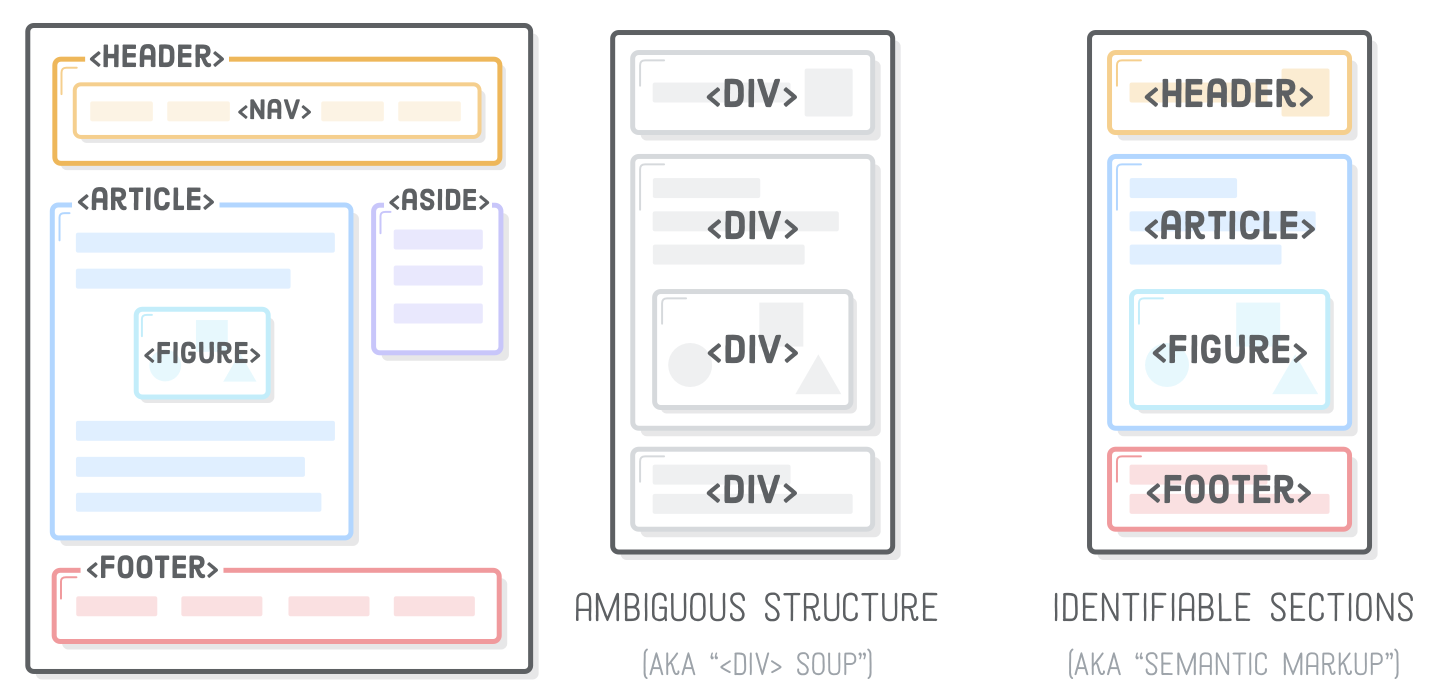 <HEADER>
<NAV>
<ARTICLE>
<ASIDE>
<FIGURE>
<FOOTER>
<DIV>
<DIV>
<DIV>
<DIV>
AMBIGUOUS STRUCTURE
(AKA “<DIV> SOUP”)
<HEADER>
<ARTICLE>
<FIGURE>
<FOOTER>
IDENTIFIABLE SECTIONS
(AKA “SEMANTIC MARKUP”)